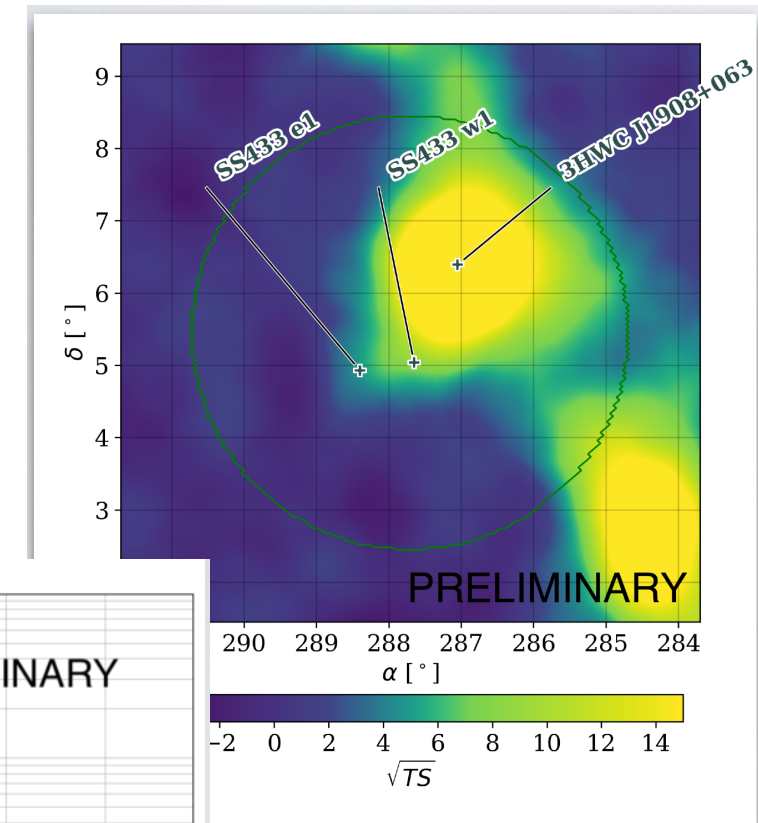 9
8
7
6
5
4
3
δ [°]
SS433 e1
SS433 w1
3HWC J1908+063
PRELIMINARY
290 289 288 287 286 285 284
α [°]
INARY
−2 0 2 4 6 8 10 12 14
√TS